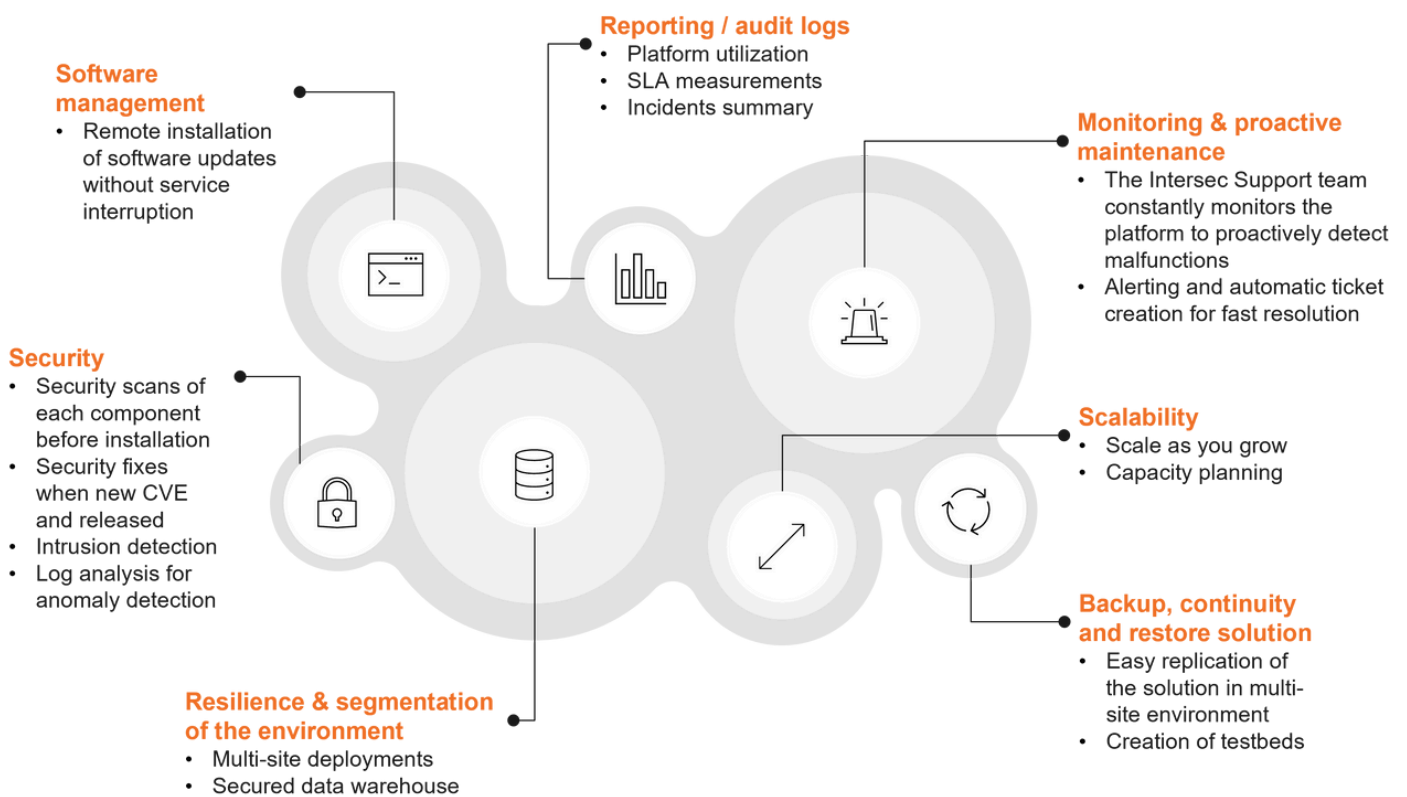 Reporting / audit logs
• Platform utilization
• SLA measurements
• Incidents summary
Software
management
• Remote installation
of software updates
without service
interruption
Monitoring & proactive
maintenance
• The Intersec Support team
constantly monitors the
platform to proactively detect
malfunctions
• Alerting and automatic ticket
creation for fast resolution
Security
• Security scans of
each component
before installation
• Security fixes
when new CVE
and released
• Intrusion detection
• Log analysis for
anomaly detection
Scalability
• Scale as you grow
• Capacity planning
Backup, continuity
and restore solution
• Easy replication of
the solution in multi-
site environment
• Creation of testbeds
Resilience & segmentation
of the environment
• Multi-site deployments
• Secured data warehouse